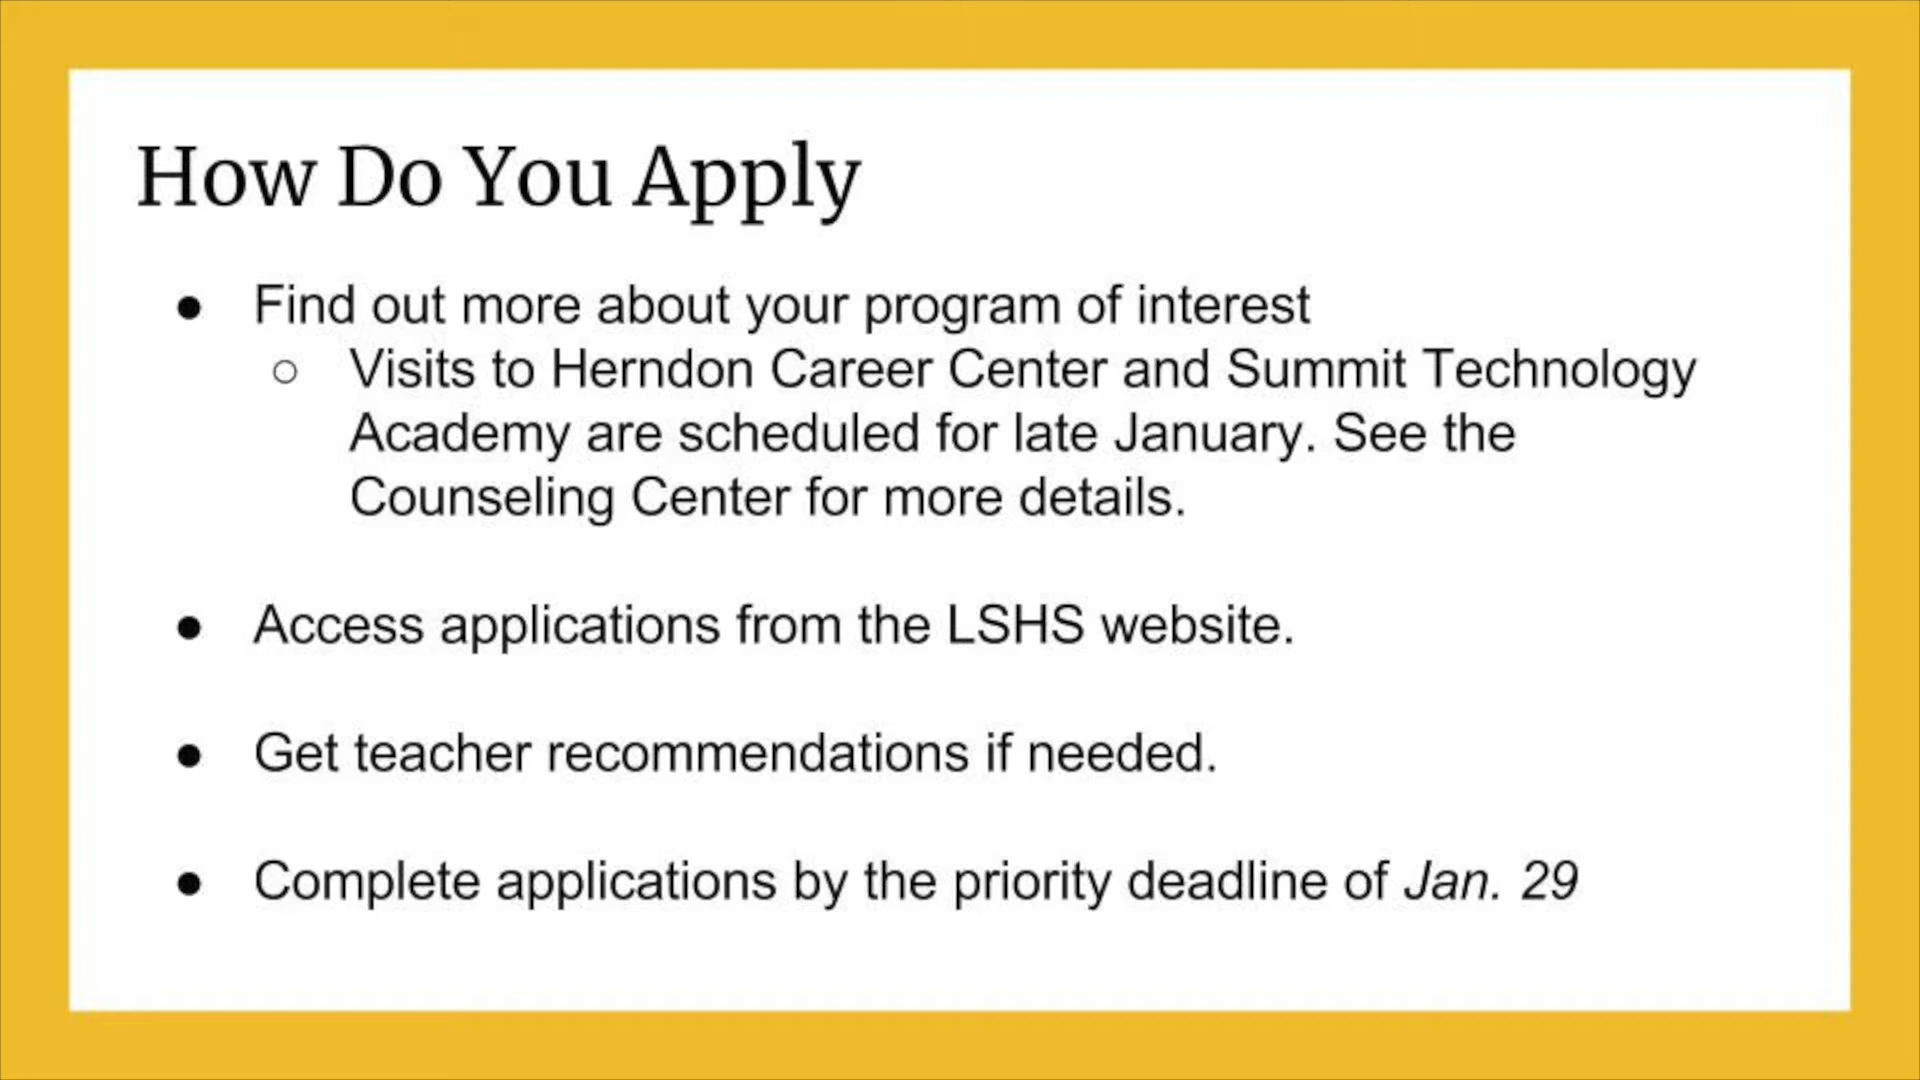 How Do You Apply
● Find out more about your program of interest
○ Visits to Herndon Career Center and Summit Technology
Academy are scheduled for late January. See the
Counseling Center for more details.
● Access applications from the LSHS website.
● Get teacher recommendations if needed.
● Complete applications by the priority deadline of Jan. 29